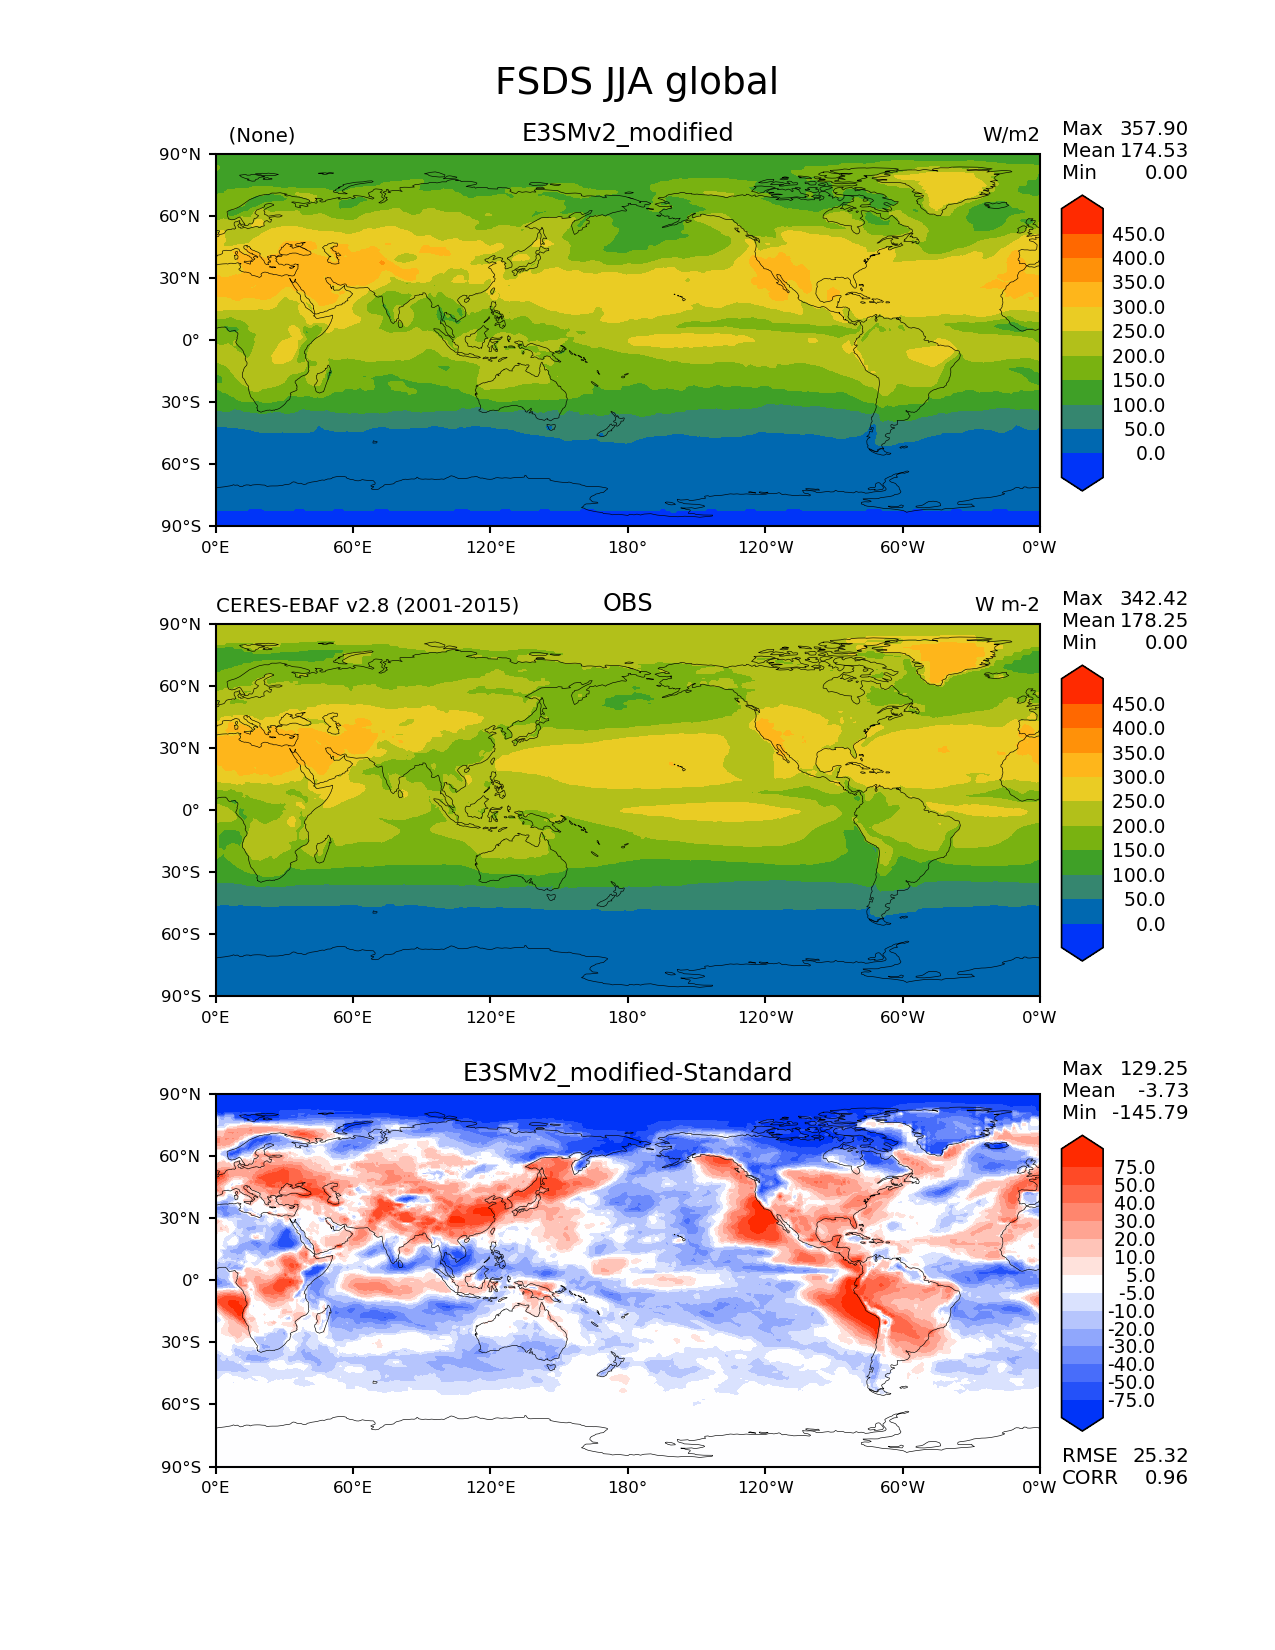 FSDS JJA global
(None) E3SMv2_modified W/m2
Max 357.90
Mean 174.53
Min 0.00
90°N
60°N
30°N
0°
30°S
60°S
90°S
0°E 60°E 120°E 180° 120°W 60°W 0°W
450.0
400.0
350.0
300.0
250.0
200.0
150.0
100.0
50.0
0.0
CERES-EBAF v2.8 (2001-2015) OBS W m-2
Max 342.42
Mean 178.25
Min 0.00
90°N
60°N
30°N
0°
30°S
60°S
90°S
0°E 60°E 120°E 180° 120°W 60°W 0°W
450.0
400.0
350.0
300.0
250.0
200.0
150.0
100.0
50.0
0.0
E3SMv2_modified-Standard
Max 129.25
Mean -3.73
Min -145.79
90°N
60°N
30°N
0°
30°S
60°S
90°S
0°E 60°E 120°E 180° 120°W 60°W 0°W
75.0
50.0
40.0
30.0
20.0
10.0
5.0
-5.0
-10.0
-20.0
-30.0
-40.0
-50.0
-75.0
RMSE 25.32
CORR 0.96